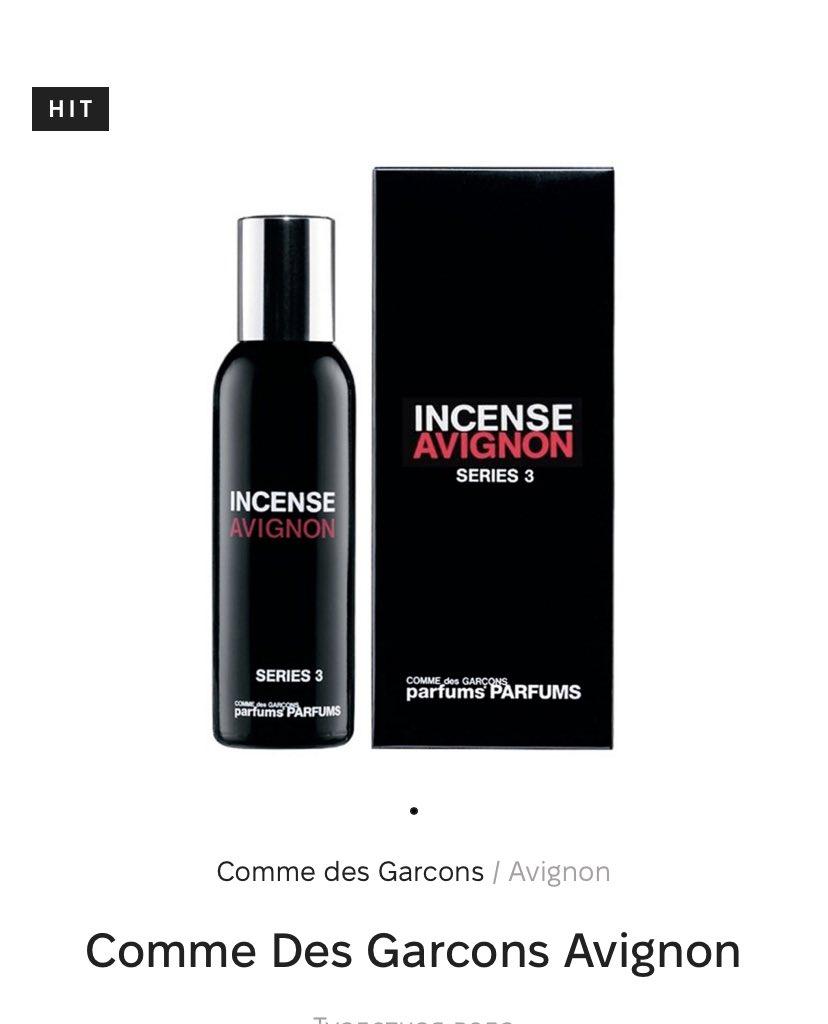 HIT
INCENSE
AVIGNON
SERIES 3
COMME des GARÇONS
parfums PARFUMS
INCENSE
AVIGNON
SERIES 3
COMME des GARÇONS
parfums PARFUMS
Comme des Garcons / Avignon
Comme Des Garcons Avignon